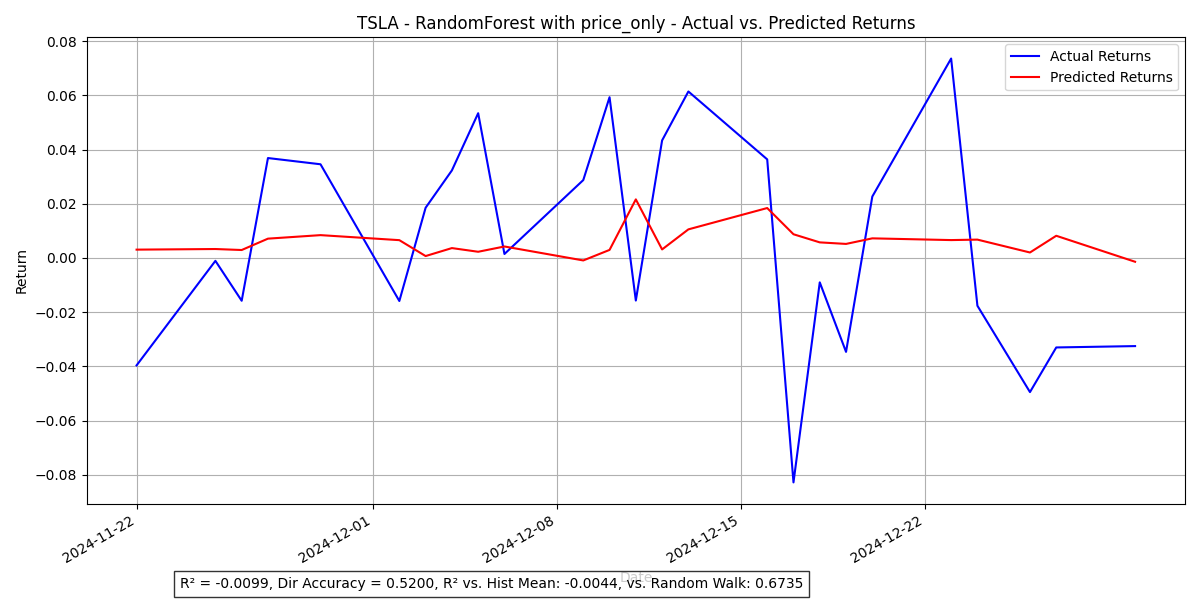 TSLA - RandomForest with price_only - Actual vs. Predicted Returns
Actual Returns
Predicted Returns
0.08
0.06
0.04
0.02
0.00
−0.02
−0.04
−0.06
−0.08
Return
2024-11-22
2024-12-01
2024-12-08
2024-12-15
2024-12-22
Date
R² = -0.0099, Dir Accuracy = 0.5200, R² vs. Hist Mean: -0.0044, vs. Random Walk: 0.6735